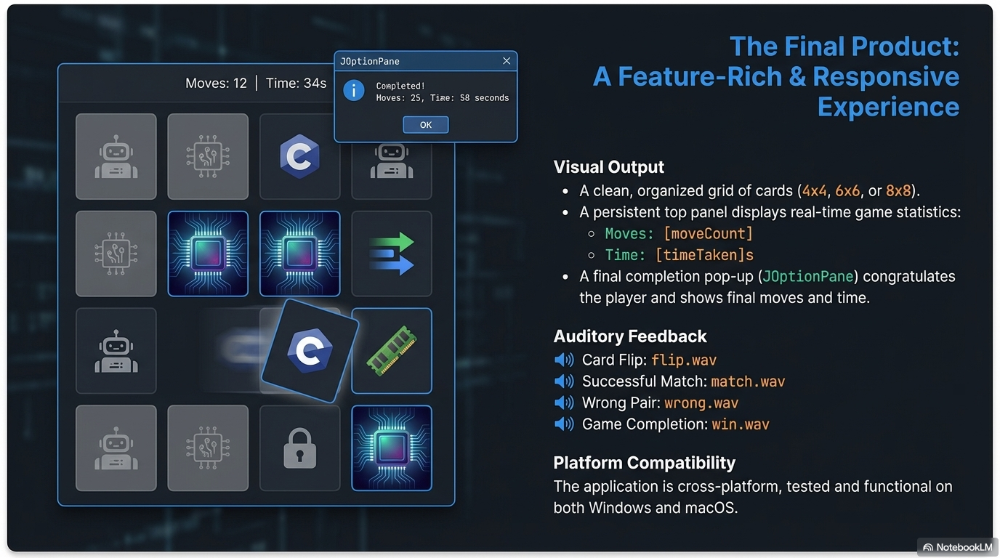 The Final Product:
A Feature-Rich & Responsive
Experience
Moves: 12 | Time: 34s
JOptionPane
Completed!
Moves: 25, Time: 58 seconds
OK
C
C
Visual Output
• A clean, organized grid of cards (4x4, 6x6, or 8x8).
• A persistent top panel displays real-time game statistics:
○ Moves: [moveCount]
○ Time: [timeTaken]s
• A final completion pop-up (JOptionPane) congratulates
the player and shows final moves and time.
Auditory Feedback
Card Flip: flip.wav
Successful Match: match.wav
Wrong Pair: wrong.wav
Game Completion: win.wav
Platform Compatibility
The application is cross-platform, tested and functional on
both Windows and macOS.
NotebookLM